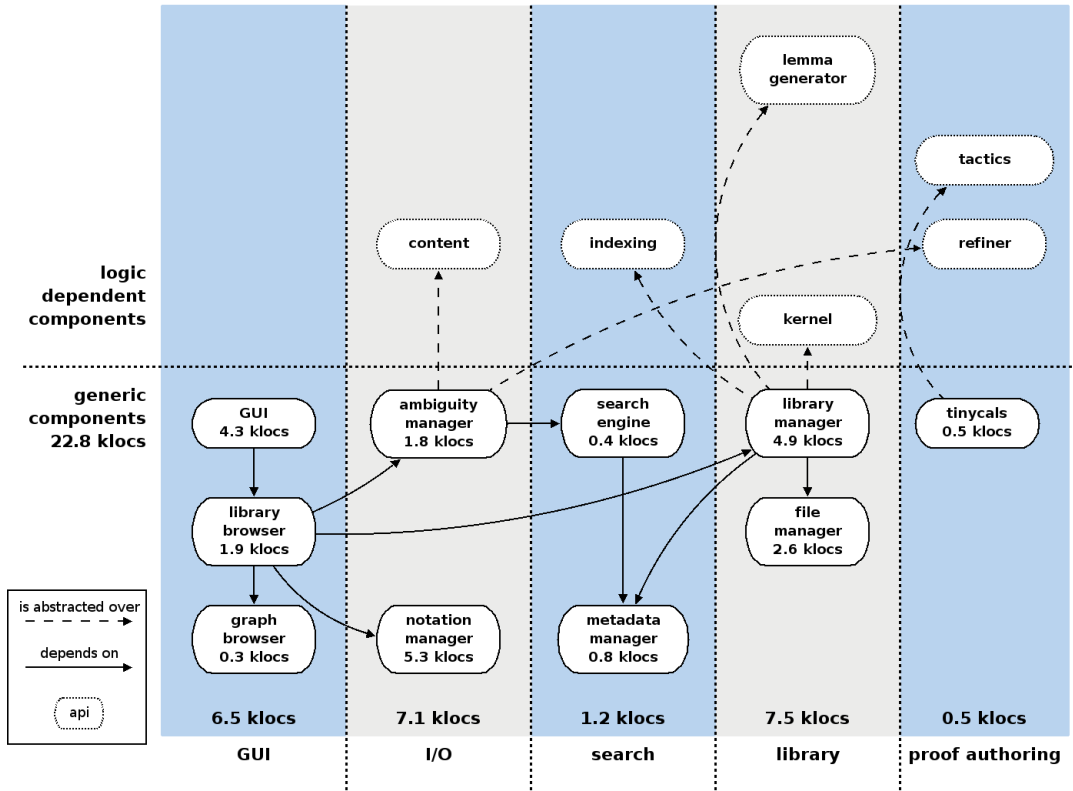 lemma
generator
tactics
content
indexing
refiner
logic
dependent
components
kernel
generic
components
22.8 klocs
GUI
4.3 klocs
ambiguity
manager
1.8 klocs
search
engine
0.4 klocs
library
manager
4.9 klocs
tinycals
0.5 klocs
library
browser
1.9 klocs
file
manager
2.6 klocs
is abstracted over
depends on
api
graph
browser
0.3 klocs
notation
manager
5.3 klocs
metadata
manager
0.8 klocs
6.5 klocs
7.1 klocs
1.2 klocs
7.5 klocs
0.5 klocs
GUI
I/O
search
library
proof authoring